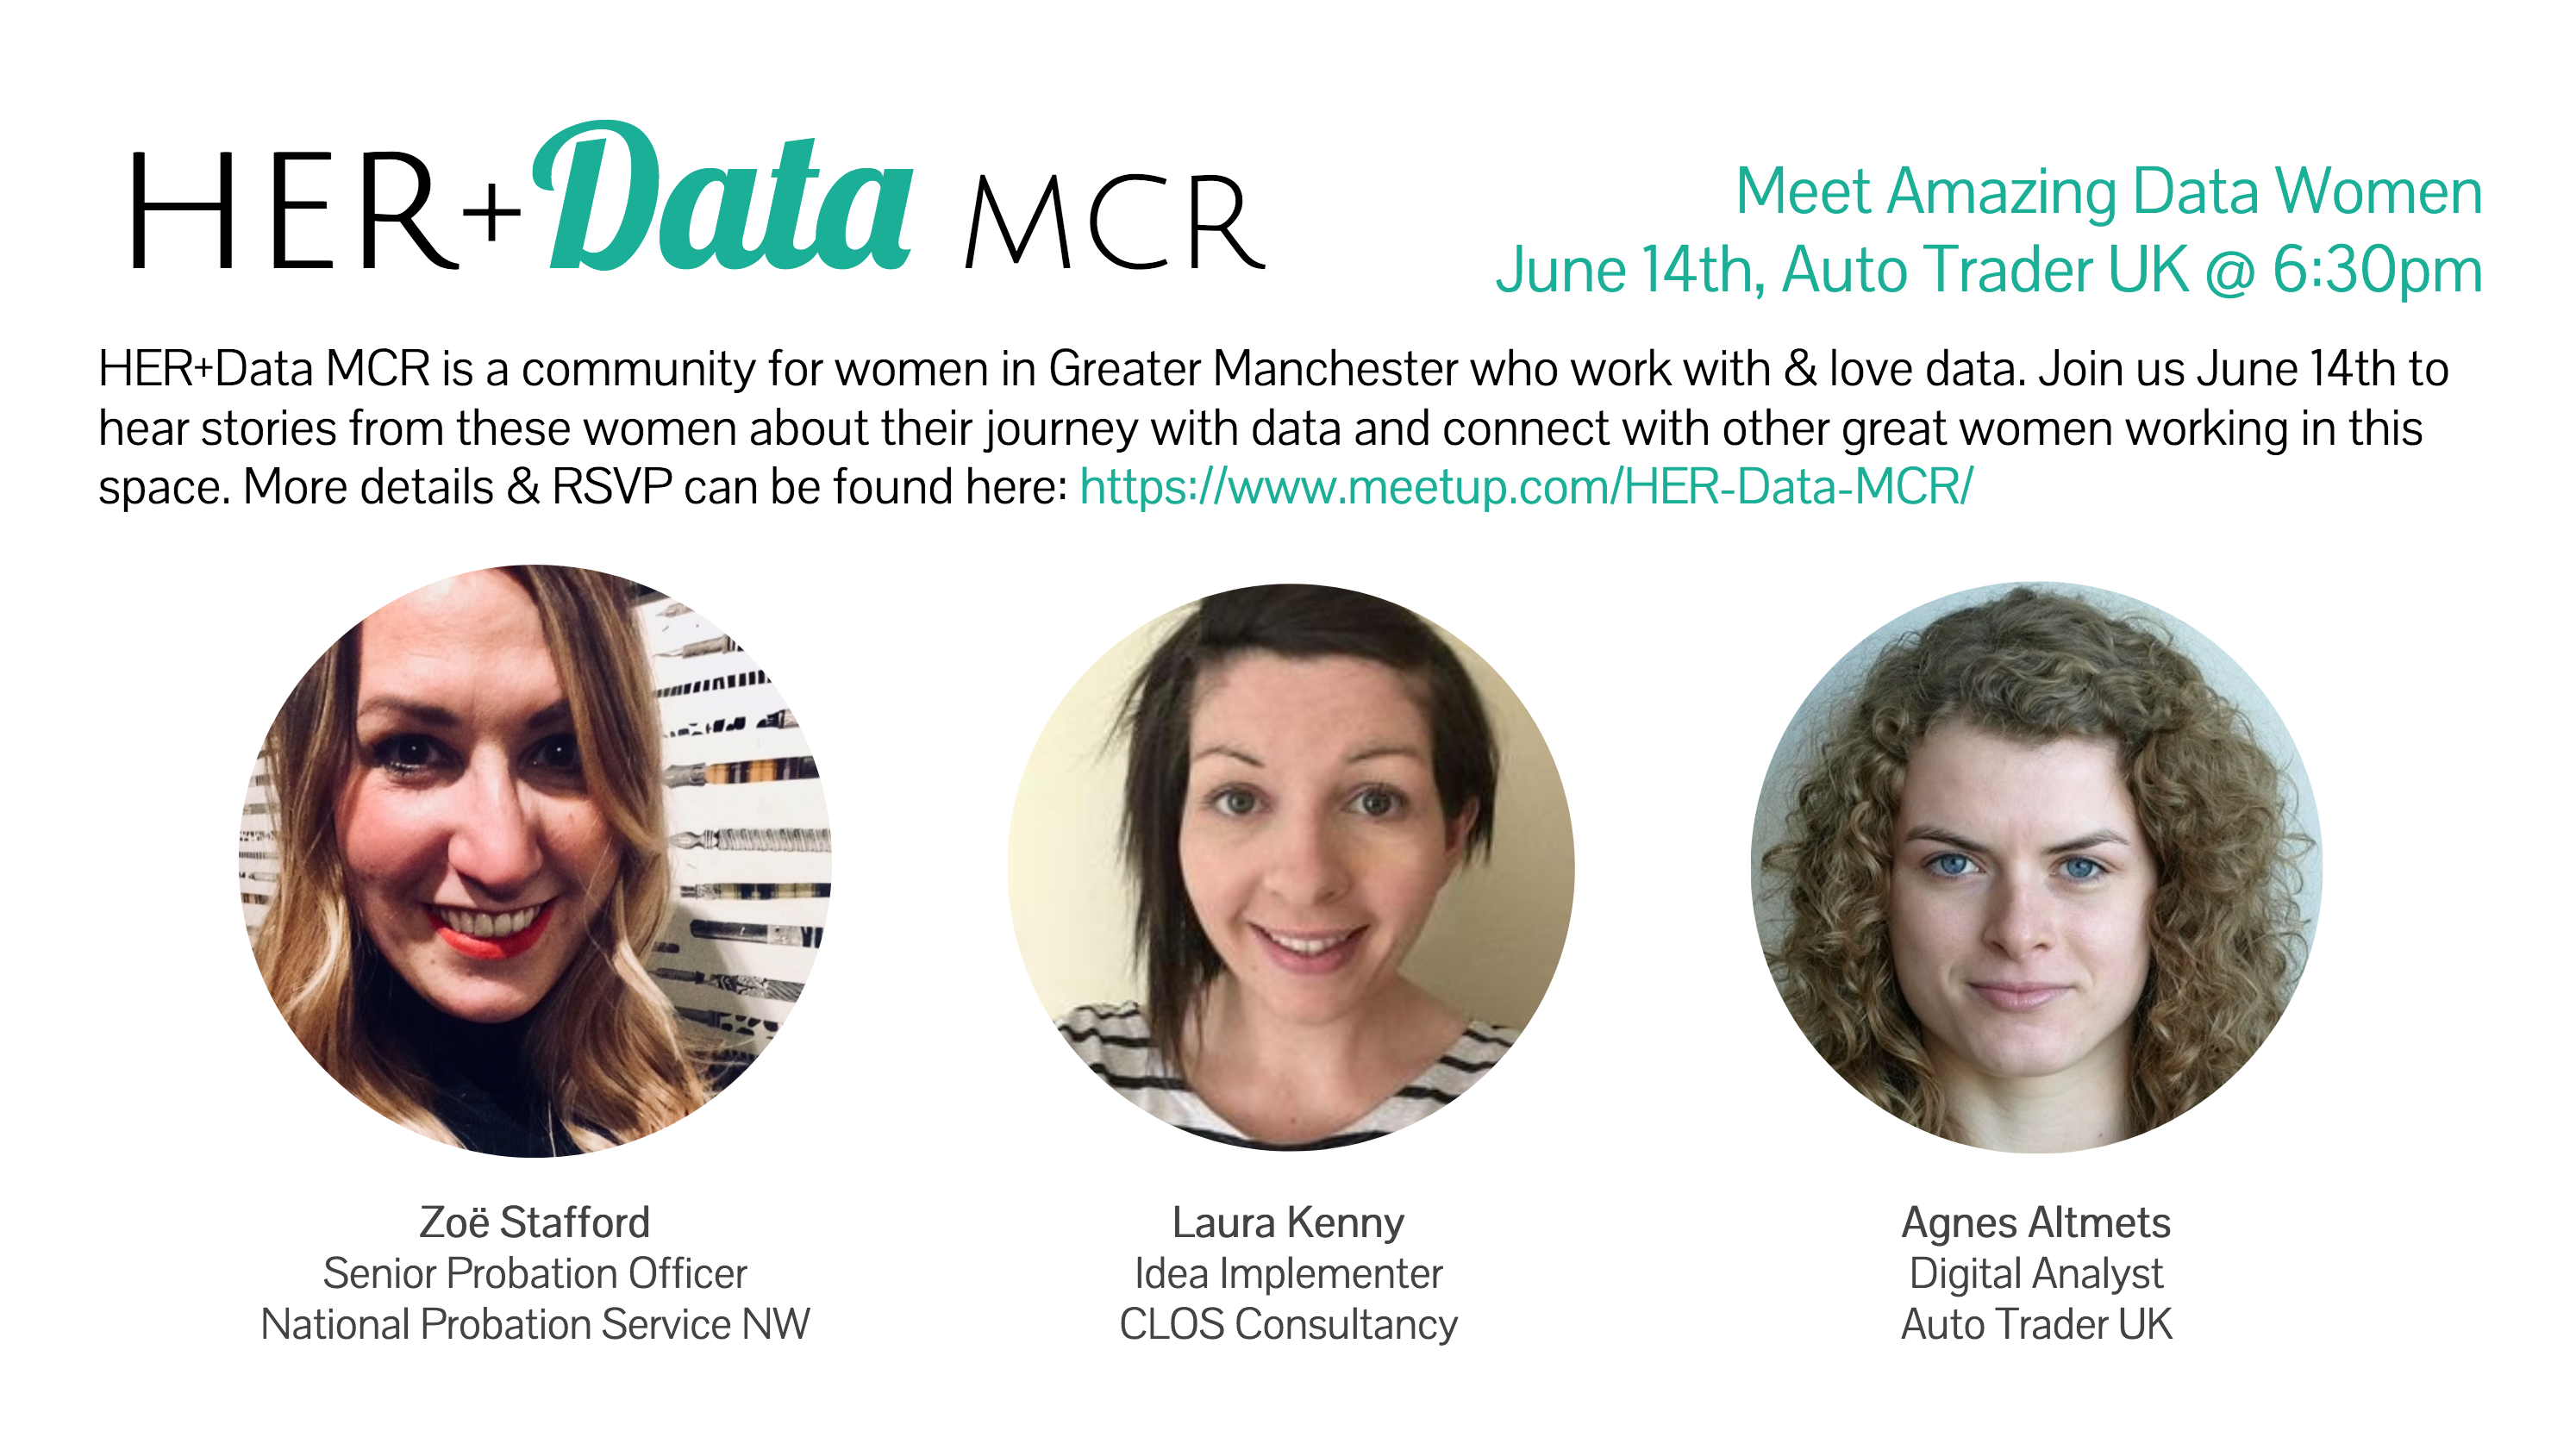 HER+Data MCR
Meet Amazing Data Women
June 14th, Auto Trader UK @ 6:30pm
HER+Data MCR is a community for women in Greater Manchester who work with & love data. Join us June 14th to
hear stories from these women about their journey with data and connect with other great women working in this
space. More details & RSVP can be found here: https://www.meetup.com/HER-Data-MCR/
Zoë Stafford
Senior Probation Officer
National Probation Service NW
Laura Kenny
Idea Implementer
CLOS Consultancy
Agnes Altmets
Digital Analyst
Auto Trader UK